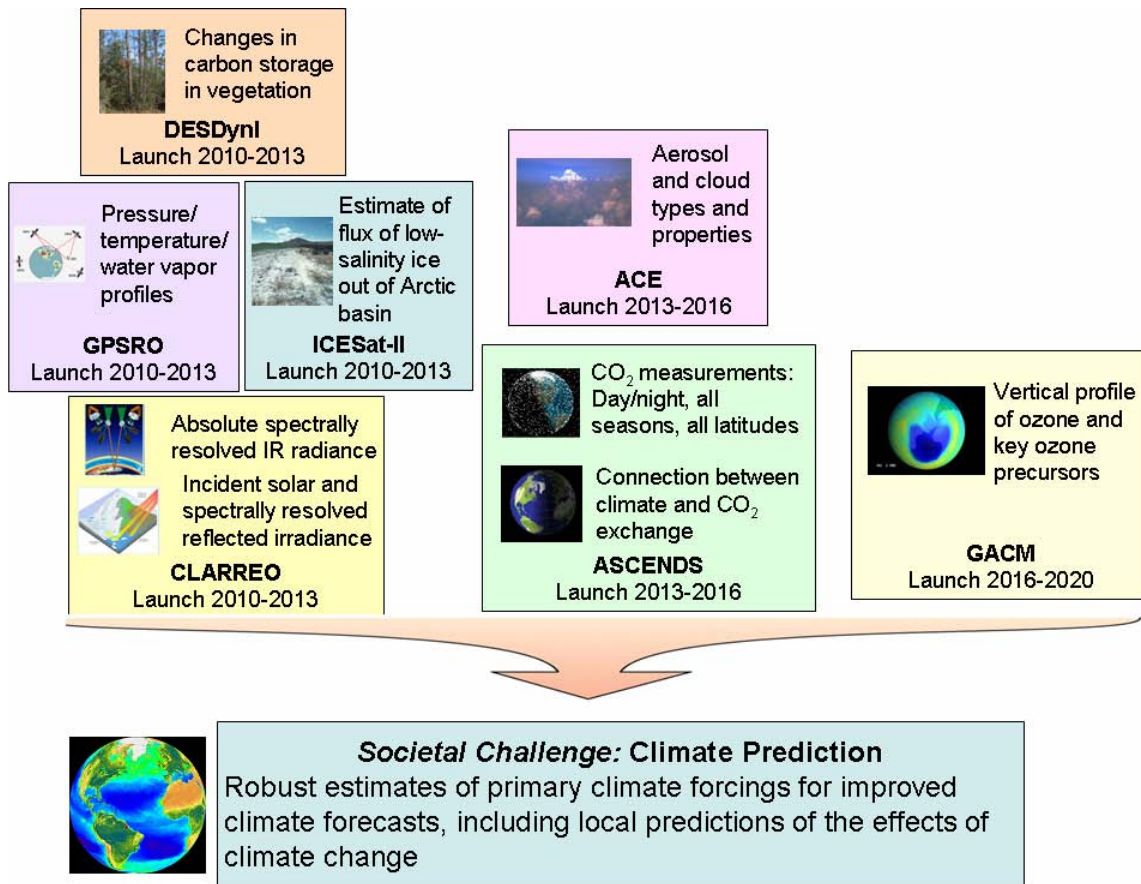 Changes in
carbon storage
in vegetation
DESDynI
Launch 2010-2013
Pressure/
temperature/
water vapor
profiles
GPSRO
Launch 2010-2013
Estimate of
flux of low-
salinity ice
out of Arctic
basin
ICESat-II
Launch 2010-2013
Absolute spectrally
resolved IR radiance
Incident solar and
spectrally resolved
reflected irradiance
CLARREO
Launch 2010-2013
Aerosol
and cloud
types and
properties
ACE
Launch 2013-2016
CO₂ measurements:
Day/night, all
seasons, all latitudes
Connection between
climate and CO₂
exchange
ASCENDS
Launch 2013-2016
Vertical profile
of ozone and
key ozone
precursors
GACM
Launch 2016-2020
Societal Challenge: Climate Prediction
Robust estimates of primary climate forcings for improved
climate forecasts, including local predictions of the effects of
climate change